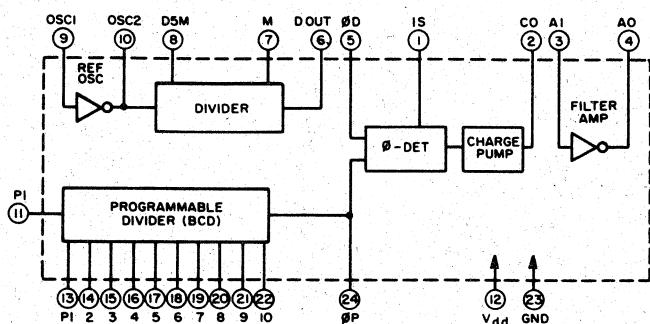 OSC1 OSC2 D5M M D OUT ØD IS CO AI AO
9 10 8 7 6 5 1 2 3 4
REF
OSC
DIVIDER
FILTER
AMP
Ø-DET
CHARGE
PUMP
PI
11
PROGRAMMABLE
DIVIDER (BCD)
13 14 15 16 17 18 19 20 21 22 24 12 23
P1 2 3 4 5 6 7 8 9 10 ØP Vdd GND